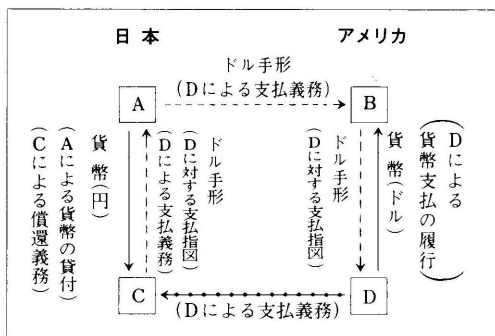 日本
アメリカ
ドル手形
(Dによる支払義務)
A
B
貨幣(円)
(Aによる貨幣の貸付)
(Cによる償還義務)
ドル手形
(Dに対する支払指図)
(Dによる支払義務)
ドル手形
(Dに対する支払指図)
貨幣(ドル)
(Dによる
貨幣支払の履行)
C
D
(Dによる支払義務)